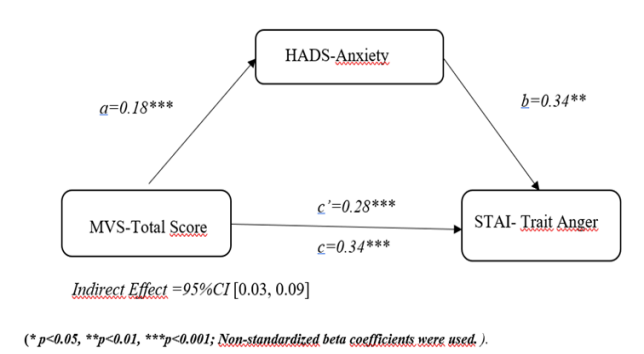 HADS-Anxiety
a=0.18***
b=0.34**
c’=0.28***
MVS-Total Score
STAI- Trait Anger
c=0.34***
Indirect Effect =95%CI [0.03, 0.09]
(* p<0.05, **p<0.01, ***p<0.001; Non-standardized beta coefficients were used. ).